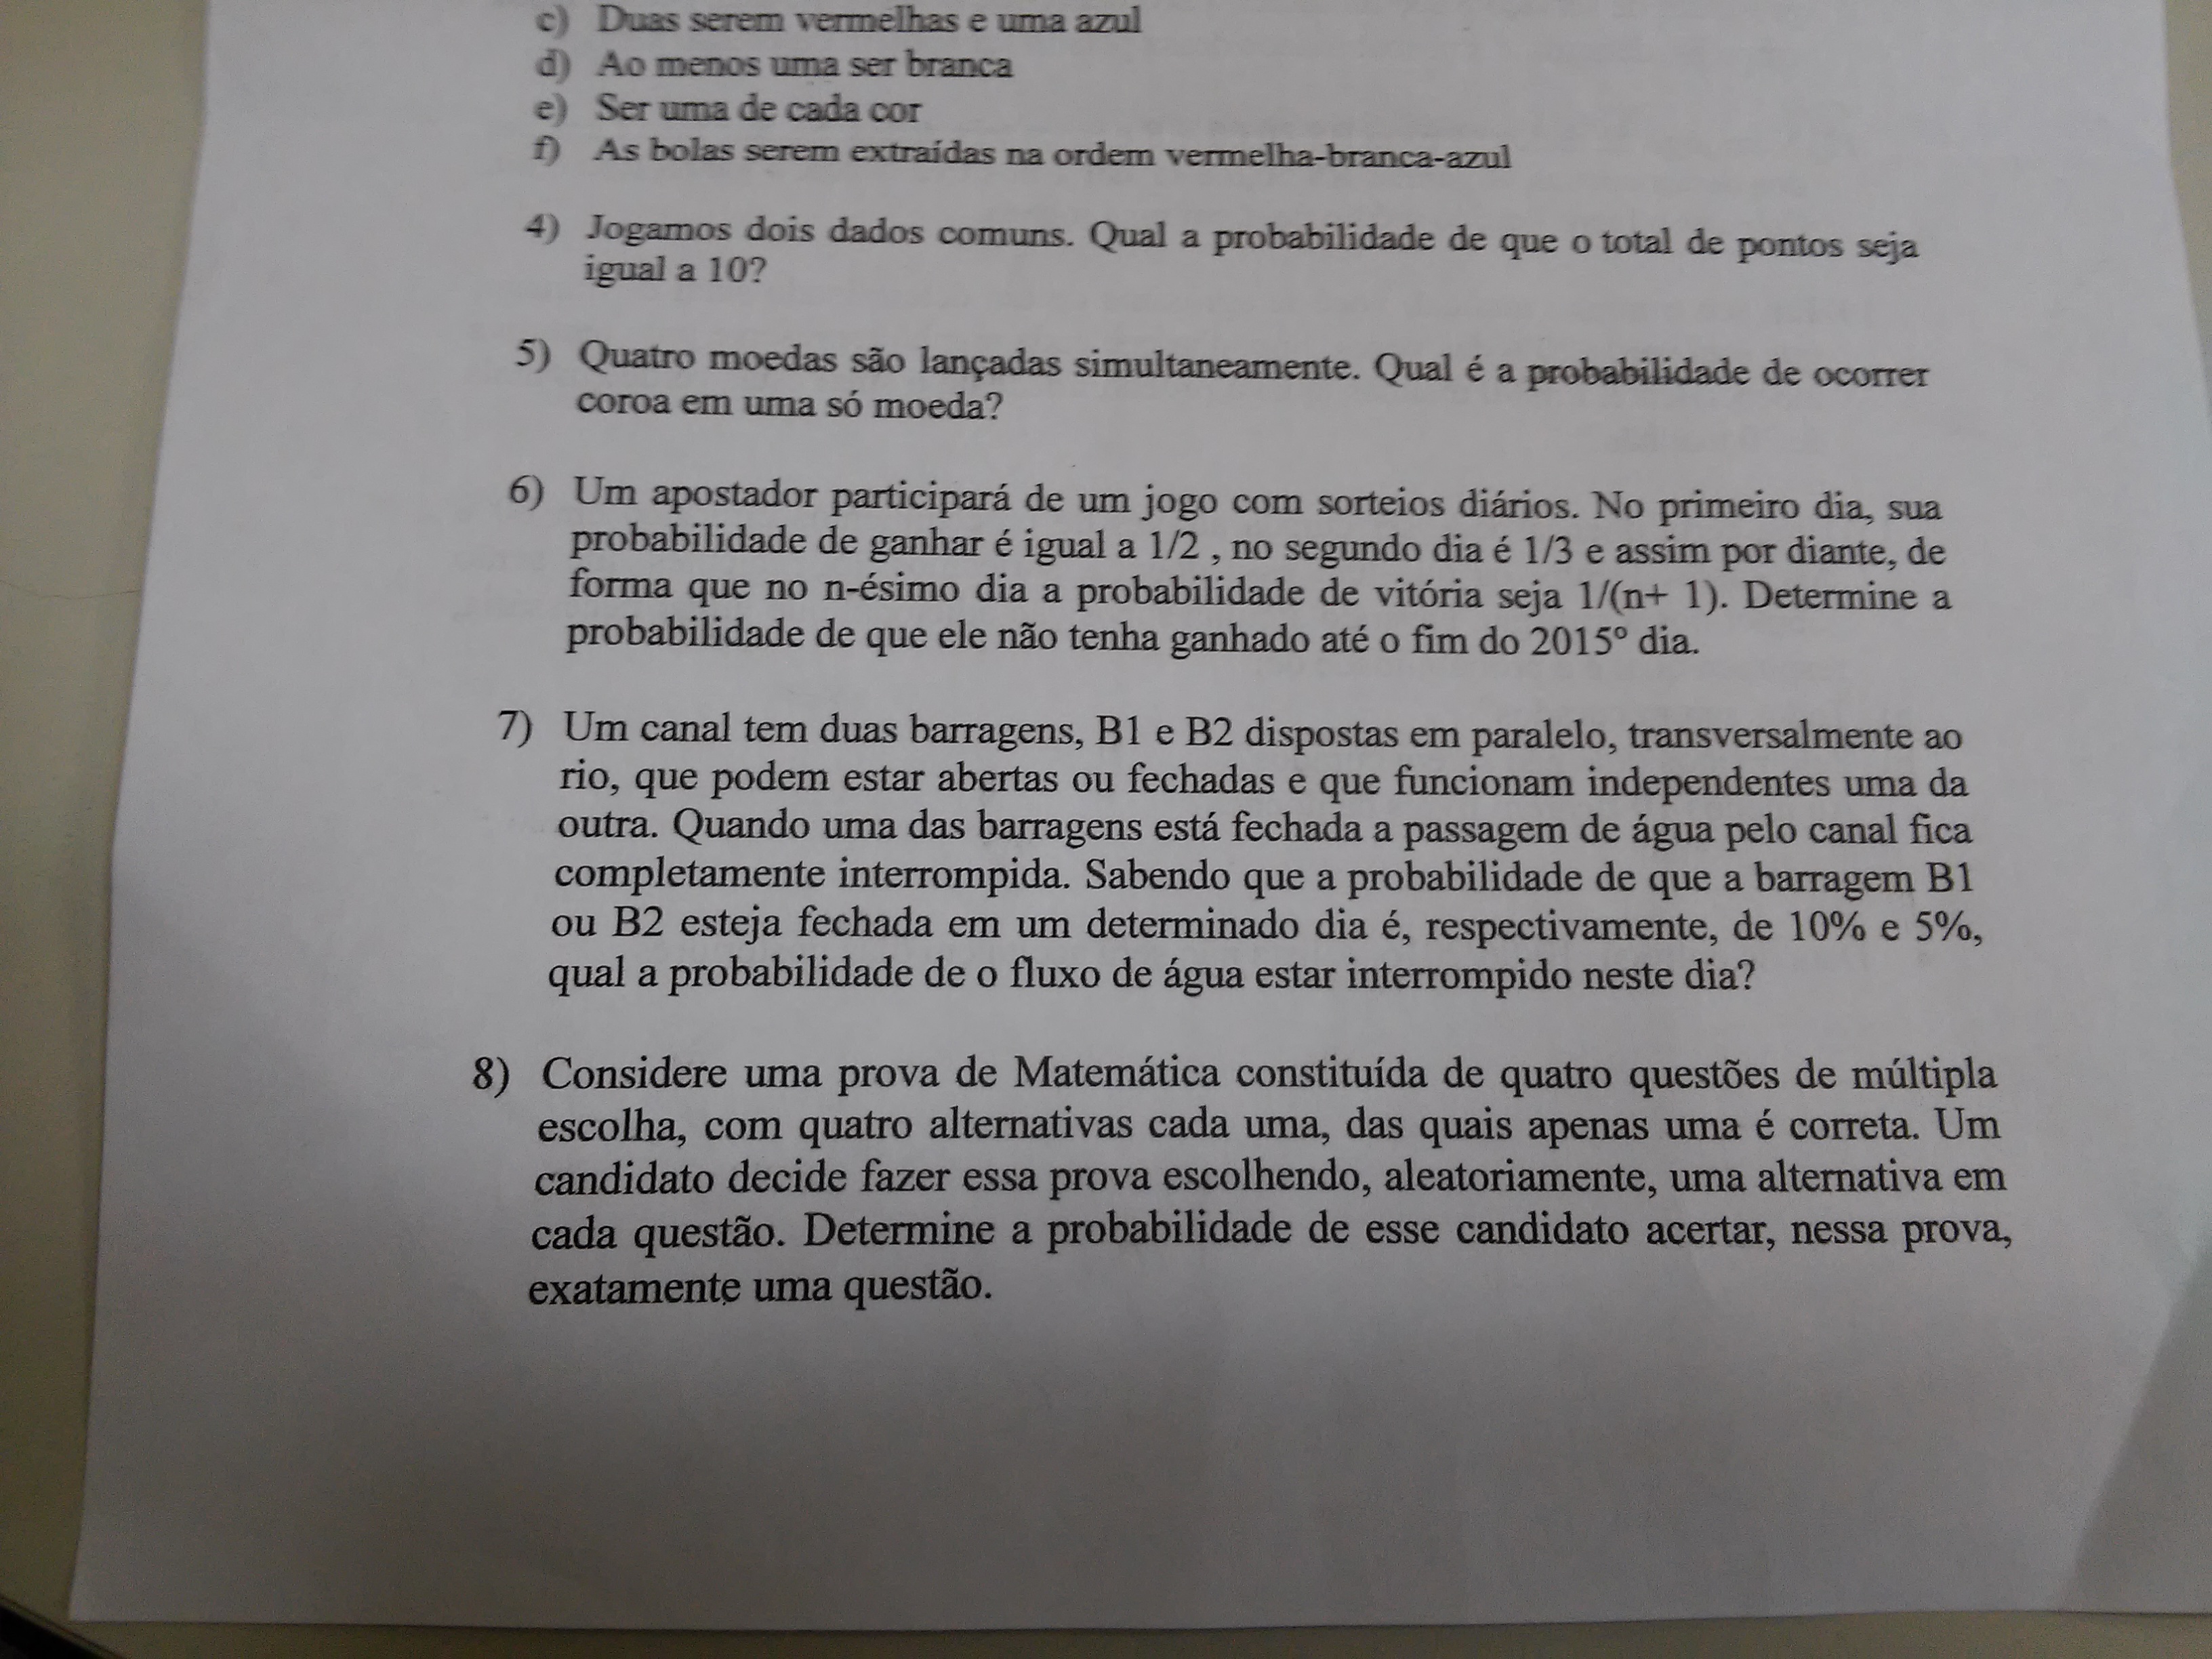 c) Duas serem vermelhas e uma azul
d) Ao menos uma ser branca
e) Ser uma de cada cor
f) As bolas serem extraídas na ordem vermelha-branca-azul
4) Jogamos dois dados comuns. Qual a probabilidade de que o total de pontos seja
igual a 10?
5) Quatro moedas são lançadas simultaneamente. Qual é a probabilidade de ocorrer
coroa em uma só moeda?
6) Um apostador participará de um jogo com sorteios diários. No primeiro dia, sua
probabilidade de ganhar é igual a 1/2 , no segundo dia é 1/3 e assim por diante, de
forma que no n-ésimo dia a probabilidade de vitória seja 1/(n+ 1). Determine a
probabilidade de que ele não tenha ganhado até o fim do 2015º dia.
7) Um canal tem duas barragens, B1 e B2 dispostas em paralelo, transversalmente ao
rio, que podem estar abertas ou fechadas e que funcionam independentes uma da
outra. Quando uma das barragens está fechada a passagem de água pelo canal fica
completamente interrompida. Sabendo que a probabilidade de que a barragem B1
ou B2 esteja fechada em um determinado dia é, respectivamente, de 10% e 5%,
qual a probabilidade de o fluxo de água estar interrompido neste dia?
8) Considere uma prova de Matemática constituída de quatro questões de múltipla
escolha, com quatro alternativas cada uma, das quais apenas uma é correta. Um
candidato decide fazer essa prova escolhendo, aleatoriamente, uma alternativa em
cada questão. Determine a probabilidade de esse candidato acertar, nessa prova,
exatamente uma questão.